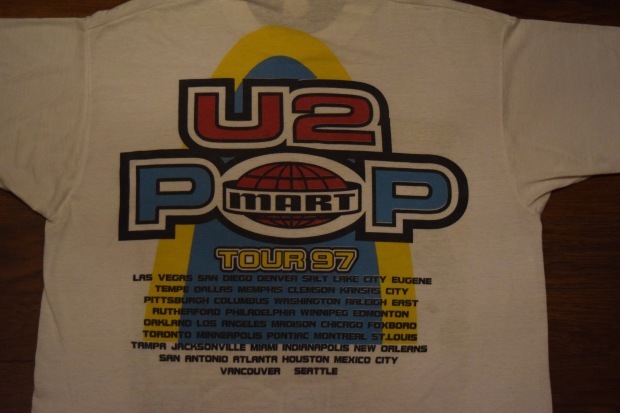 U2
POP
MART
TOUR 97
LAS VEGAS SAN DIEGO DENVER SALT LAKE CITY EUGENE
TEMPE DALLAS MEMPHIS CLEMSON KANSAS CITY
PITTSBURGH COLUMBUS WASHINGTON RALEIGH EAST
RUTHERFORD PHILADELPHIA WINNIPEG EDMONTON
OAKLAND LOS ANGELES MADISON CHICAGO FOXBORO
TORONTO MINNEAPOLIS PONTIAC MONTREAL ST.LOUIS
TAMPA JACKSONVILLE MIAMI INDIANAPOLIS NEW ORLEANS
SAN ANTONIO ATLANTA HOUSTON MEXICO CITY
VANCOUVER SEATTLE